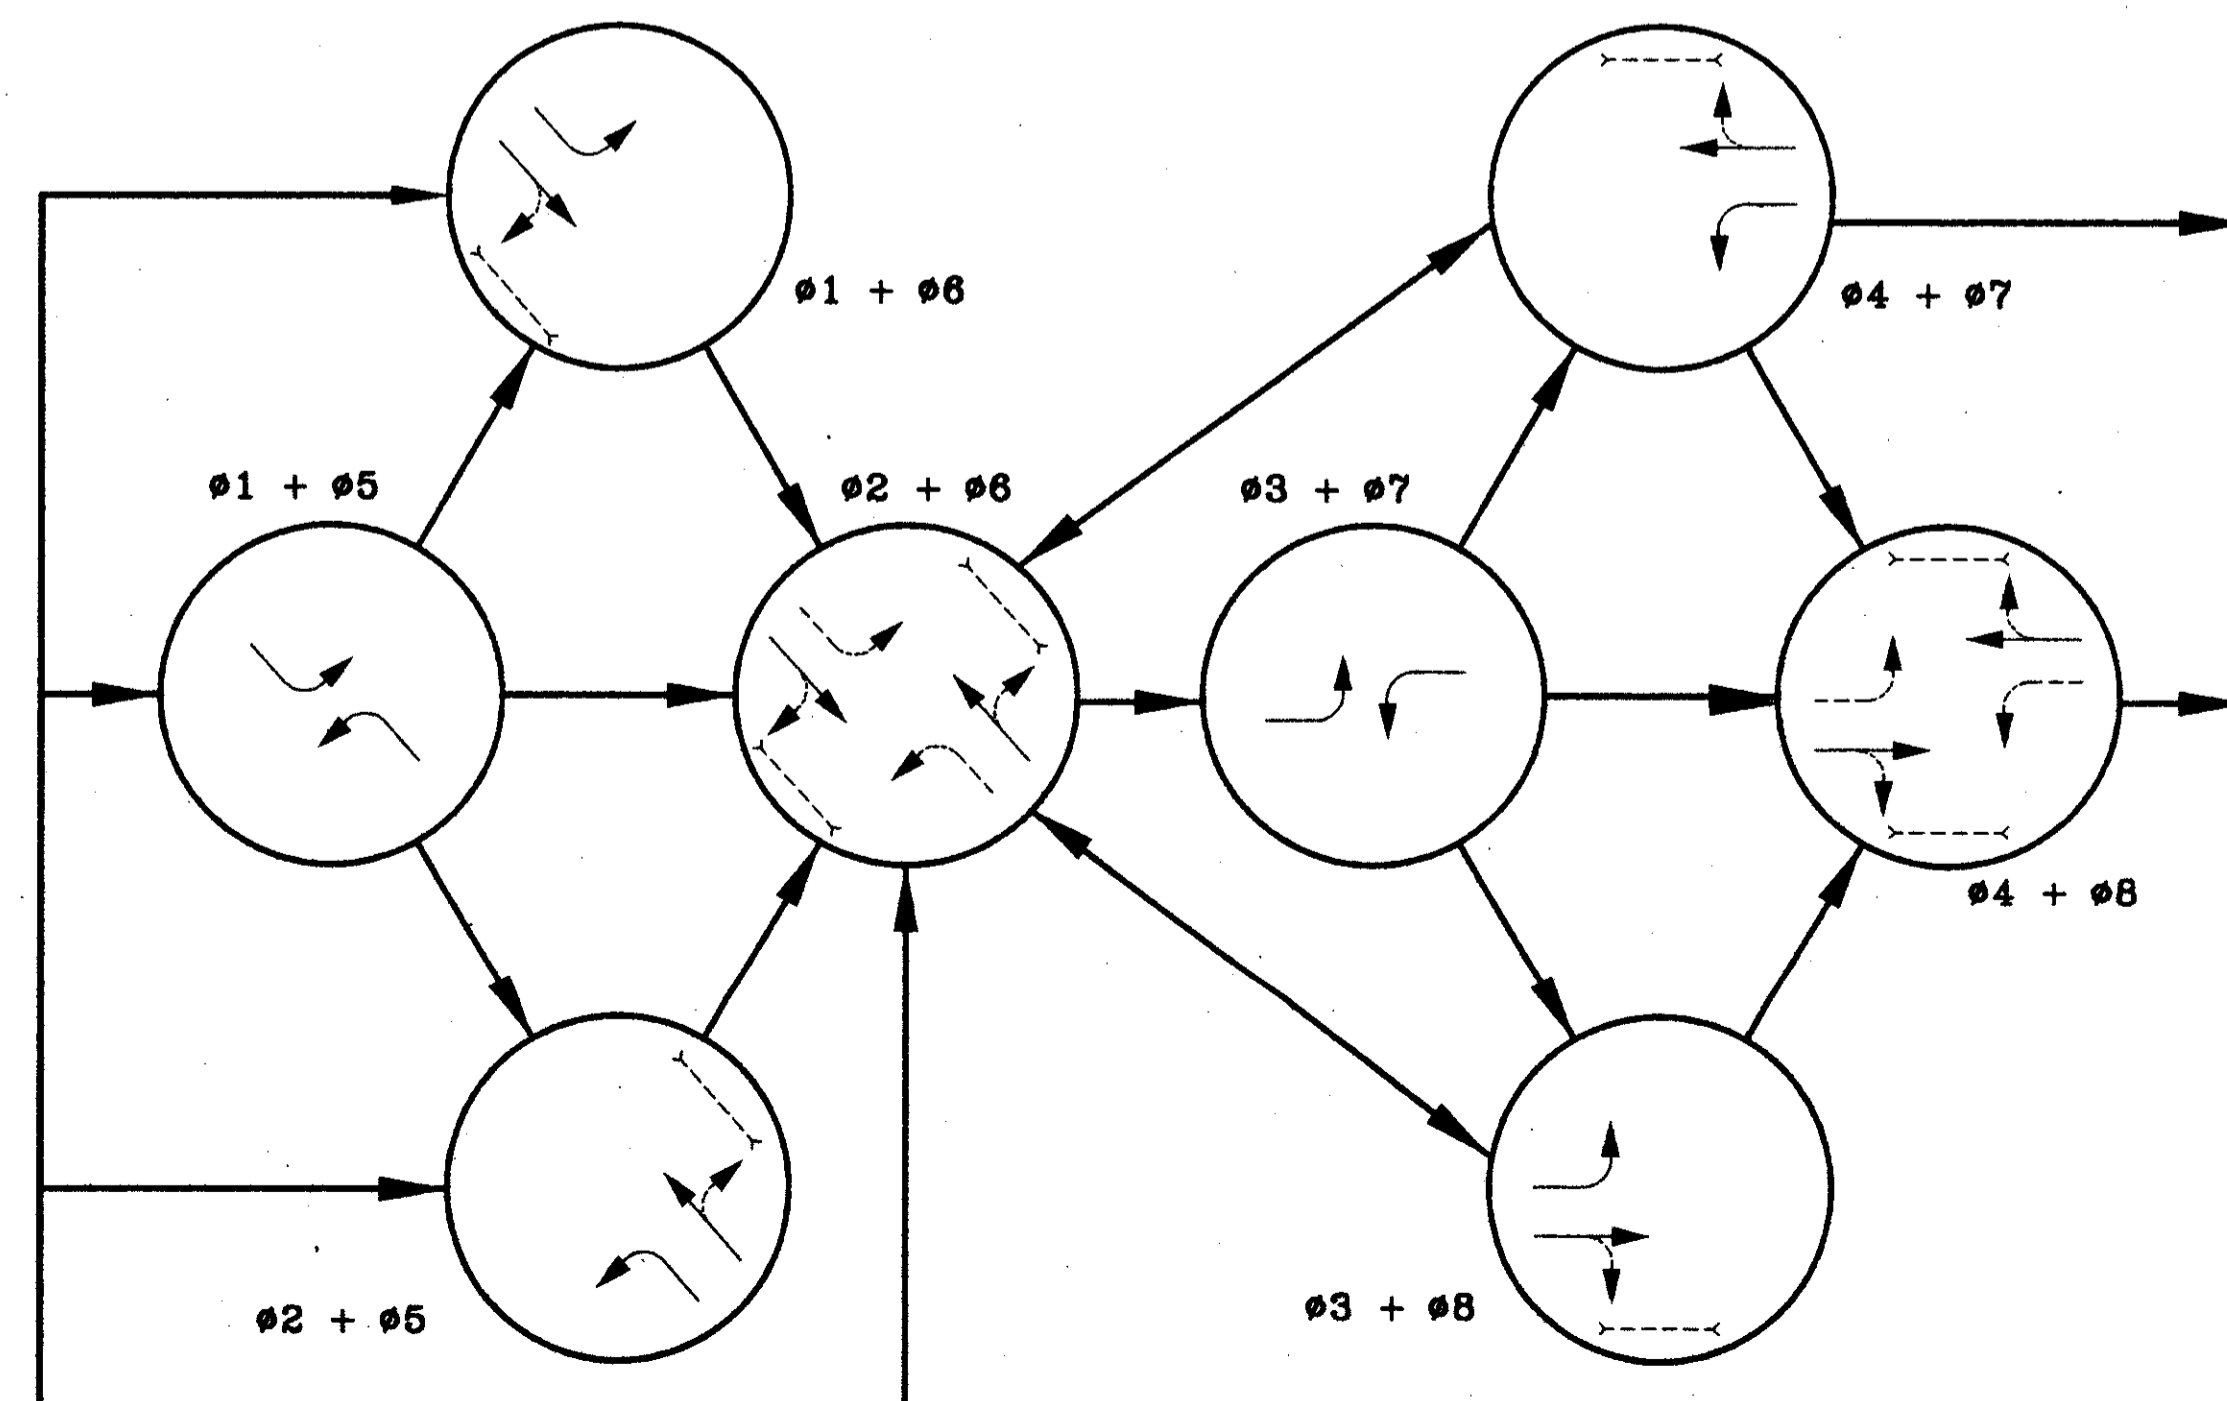 ø1 + ø6
ø4 + ø7
ø1 + ø5
ø2 + ø6
ø3 + ø7
ø4 + ø8
ø2 + ø5
ø3 + ø8